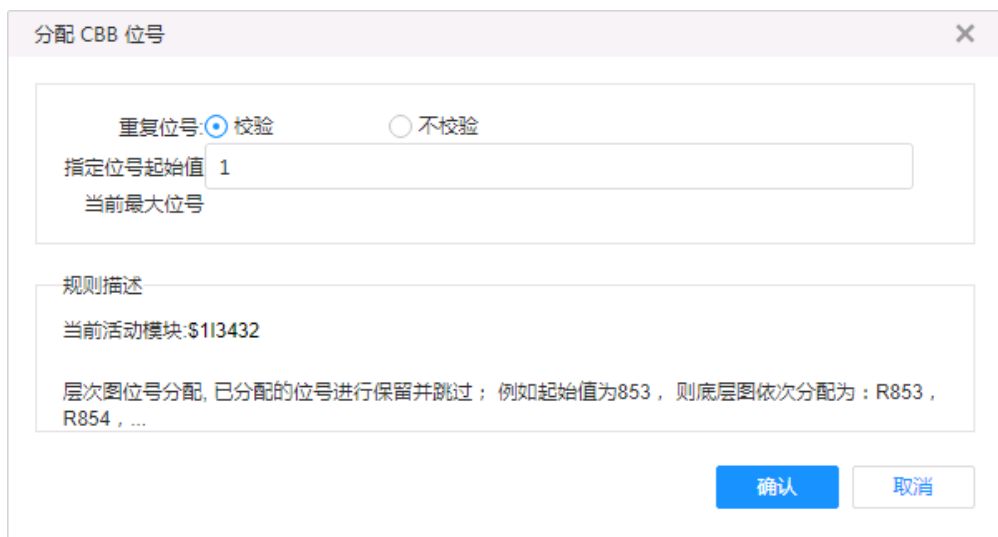 分配 CBB 位号
重复位号: 校验 不校验
指定位号起始值 1
当前最大位号
规则描述
当前活动模块:$1I3432
层次图位号分配, 已分配的位号进行保留并跳过; 例如起始值为853, 则底层图依次分配为:R853,
R854, ...
确认 取消